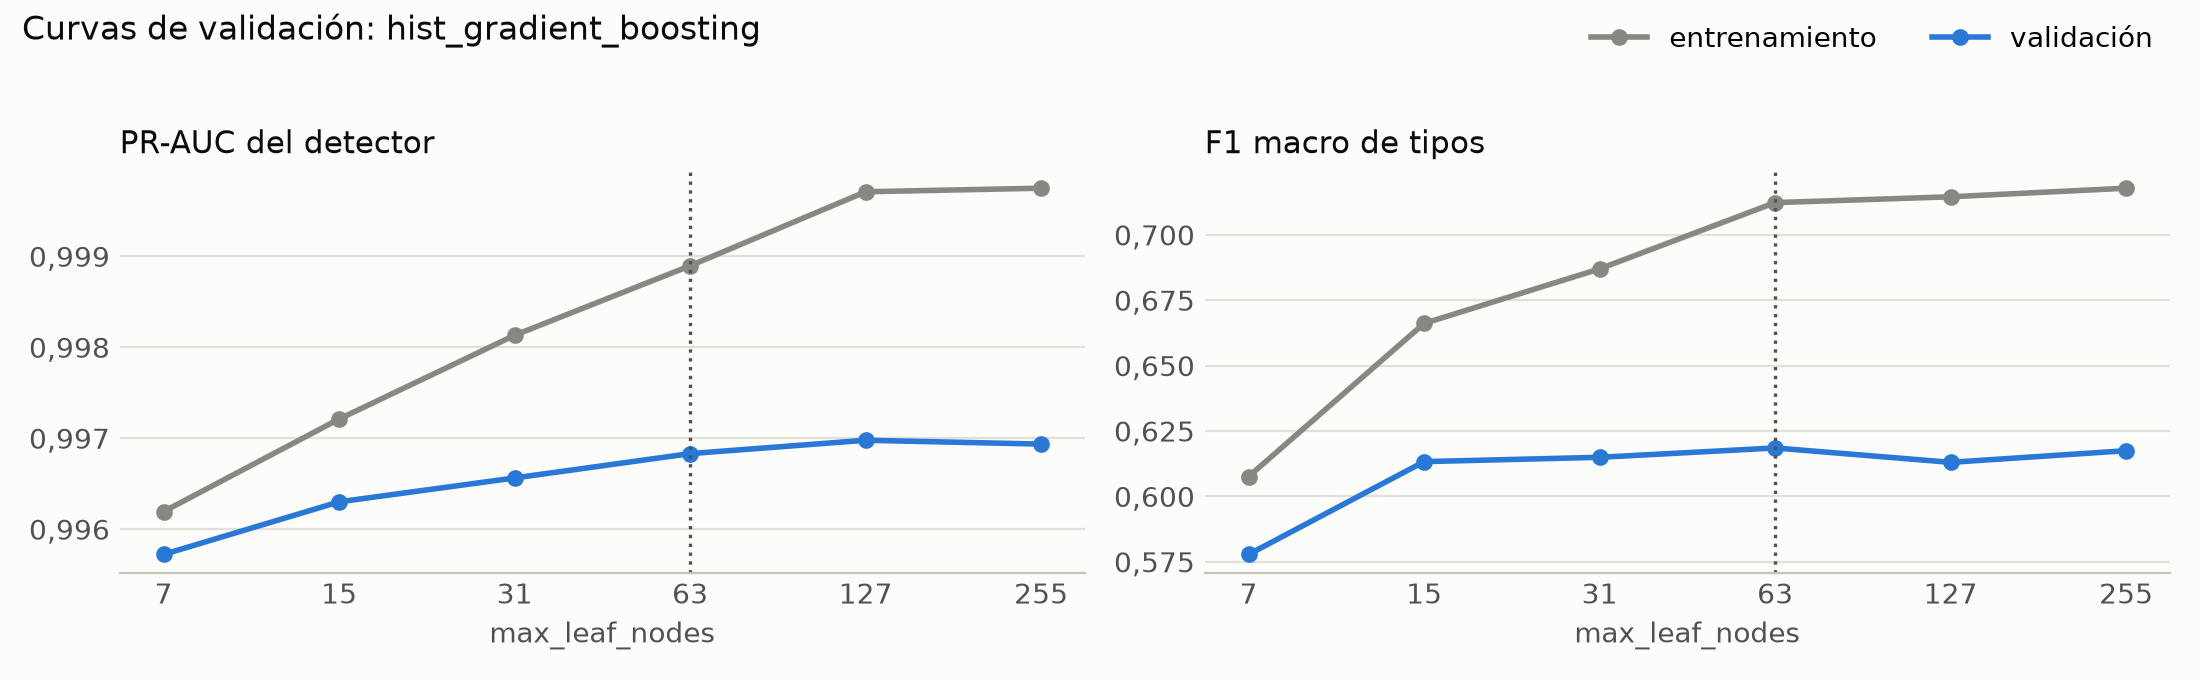 Curvas de validación: hist_gradient_boosting
entrenamiento
validación
PR-AUC del detector
0,999
0,998
0,997
0,996
7 15 31 63 127 255
max_leaf_nodes
F1 macro de tipos
0,700
0,675
0,650
0,625
0,600
0,575
7 15 31 63 127 255
max_leaf_nodes